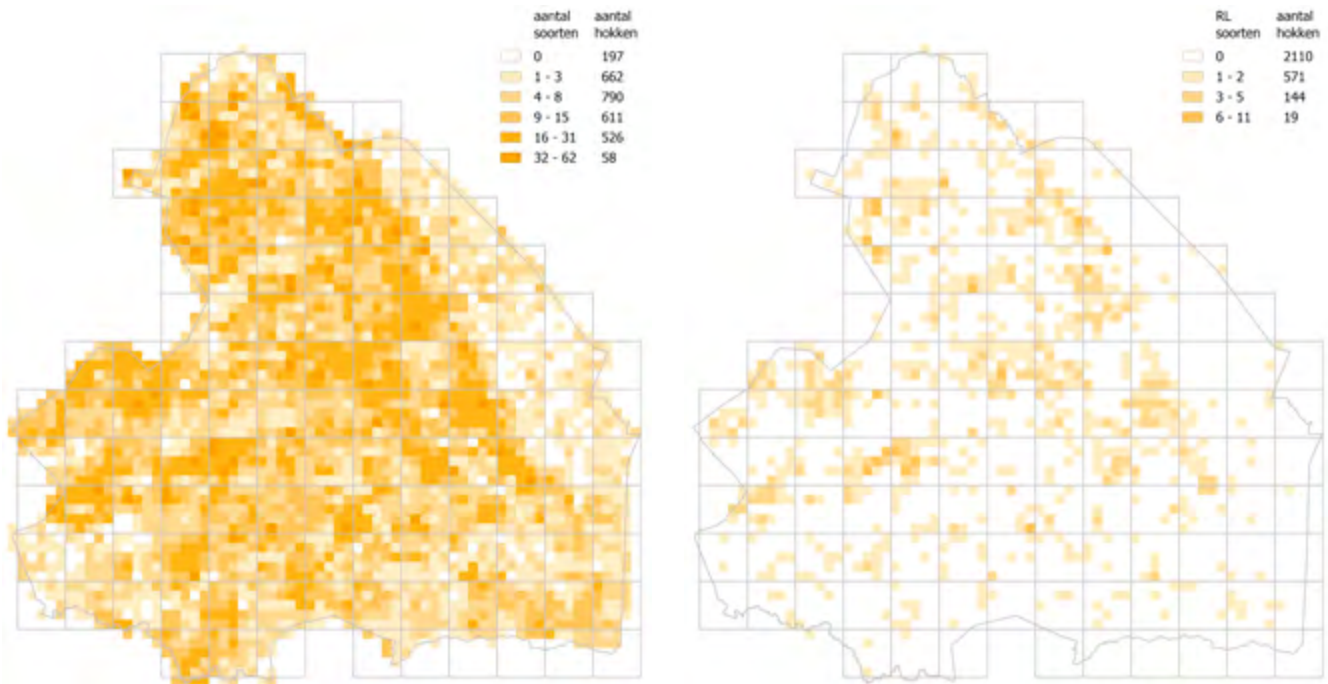 aantal aantal
soorten hokken
0 197
1 - 3 662
4 - 8 790
9 - 15 611
16 - 31 526
32 - 62 58
RL aantal
soorten hokken
0 2110
1 - 2 571
3 - 5 144
6 - 11 19